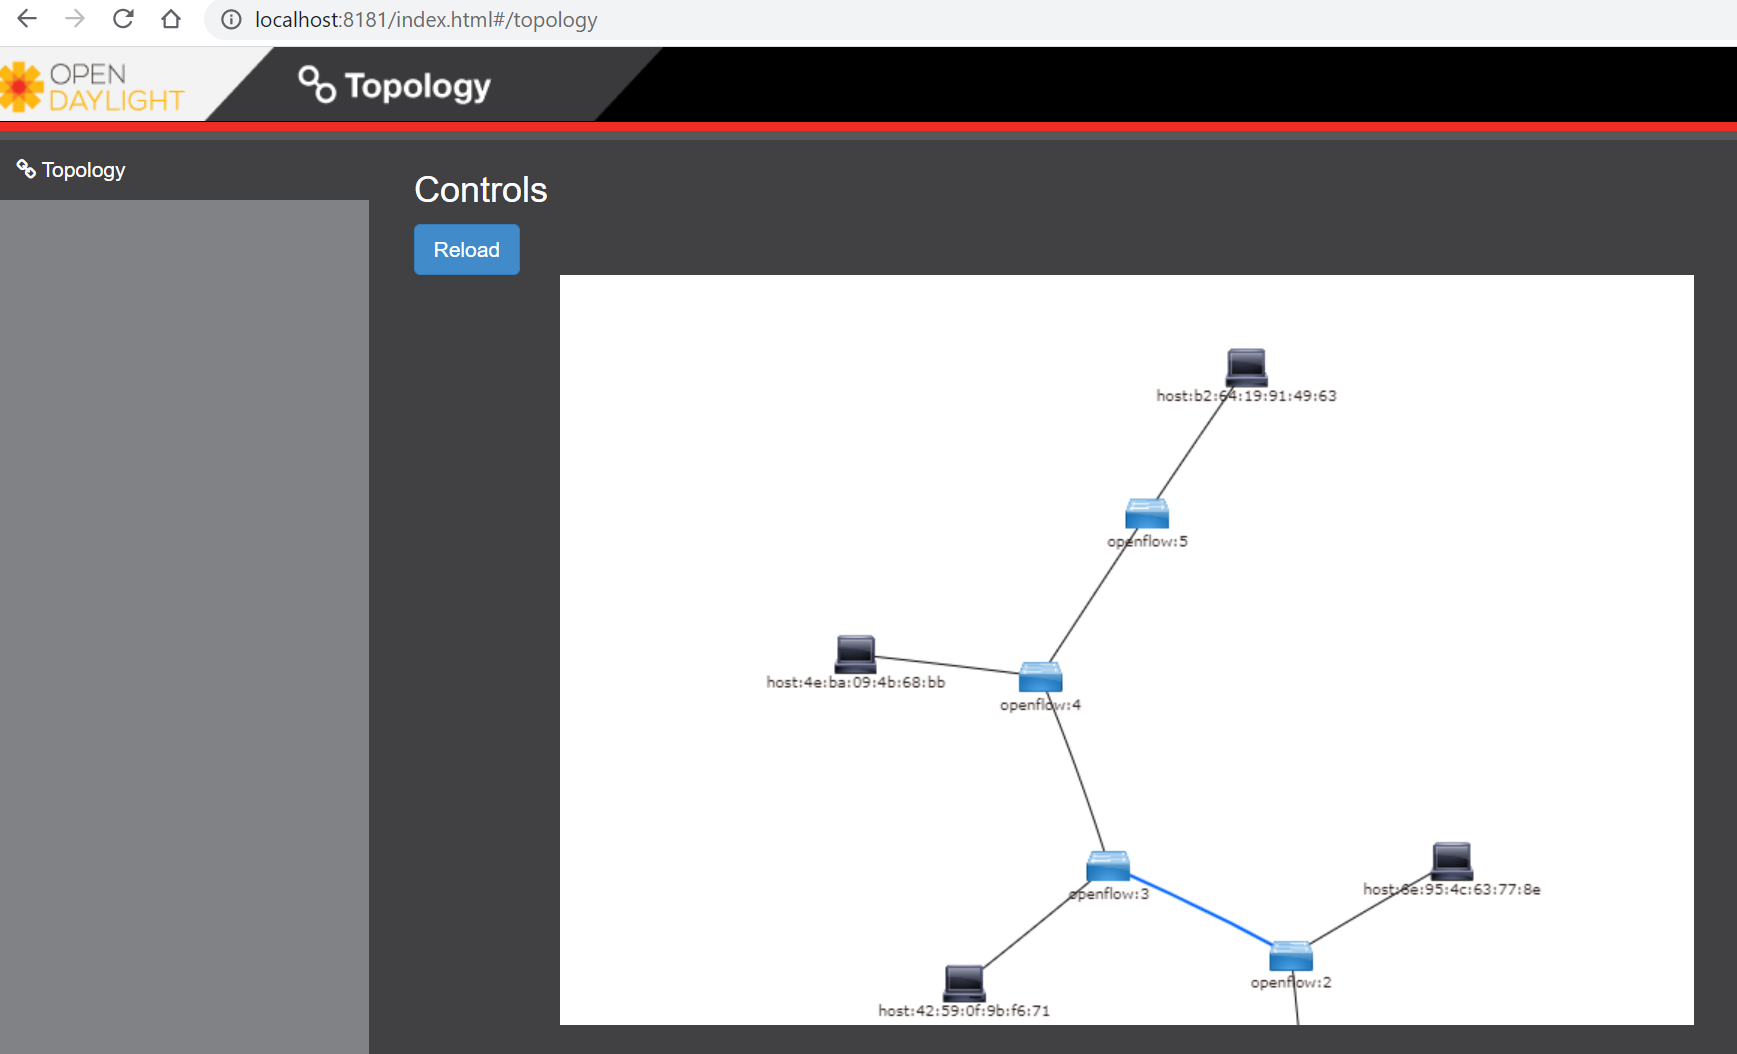 localhost:8181/index.html#/topology
OPEN
DAYLIGHT
Topology
Topology
Controls
Reload
host:b2:64:19:91:49:63
openflow:5
host:4e:ba:09:4b:68:bb
openflow:4
openflow:3
host:6e:95:4c:63:77:8e
openflow:2
host:42:59:0f:9b:f6:71